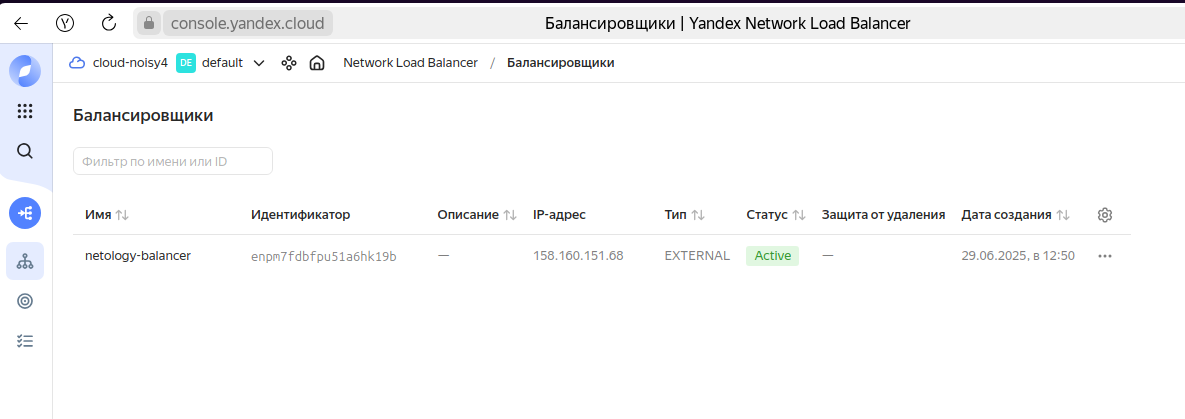 console.yandex.cloud
Балансировщики | Yandex Network Load Balancer
cloud-noisy4 DE default Network Load Balancer / Балансировщики
Балансировщики
Фильтр по имени или ID
Имя Идентификатор Описание IP-адрес Тип Статус Защита от удаления Дата создания
netology-balancer enpm7fdbfpu51a6hk19b — 158.160.151.68 EXTERNAL Active — 29.06.2025, в 12:50